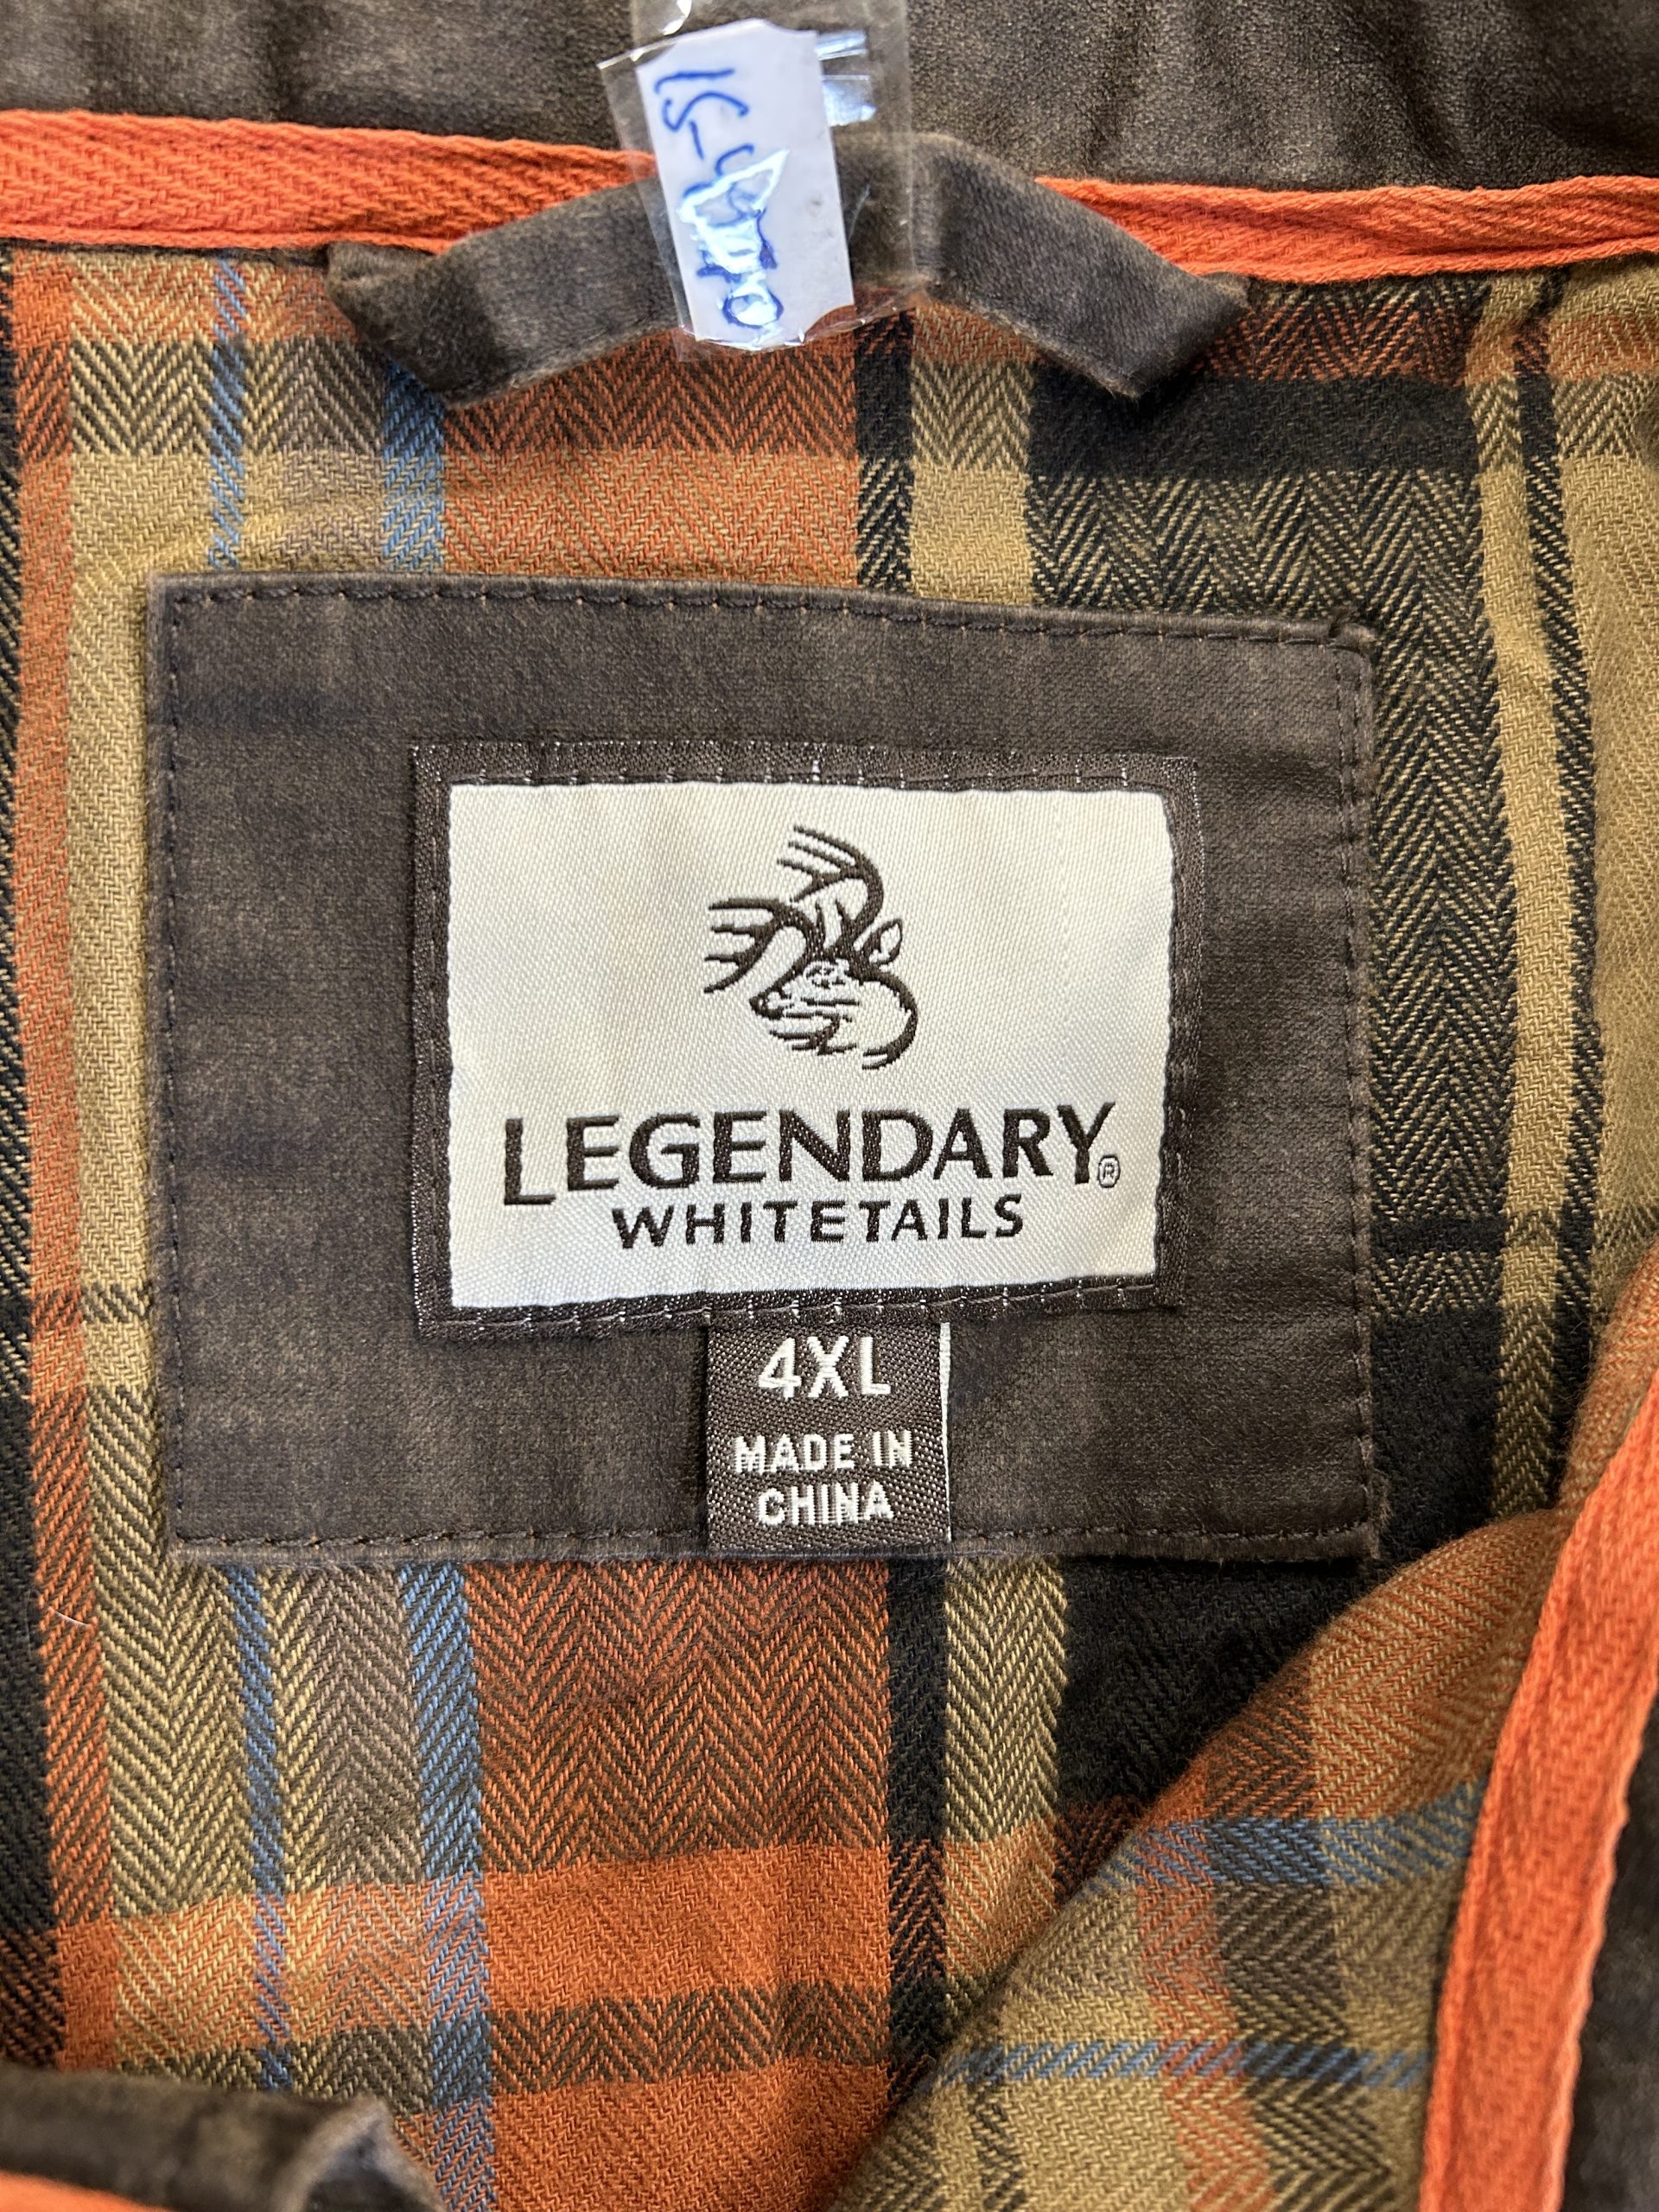 LEGENDARY®
WHITETAILS
4XL
MADE IN
CHINA